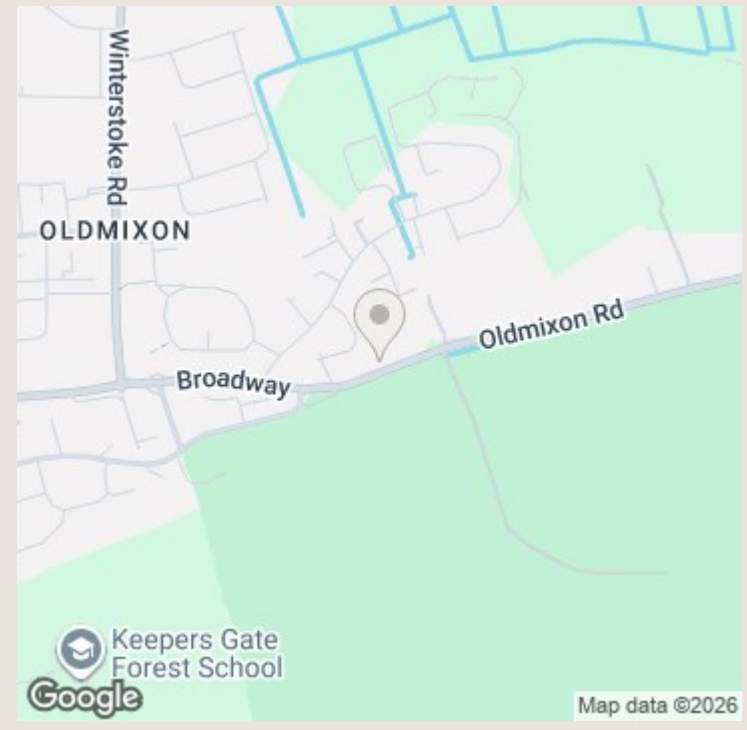 Winterstoke Rd
OLDMIXON
Oldmixon Rd
Broadway
Keepers Gate
Forest School
Google
Map data ©2026